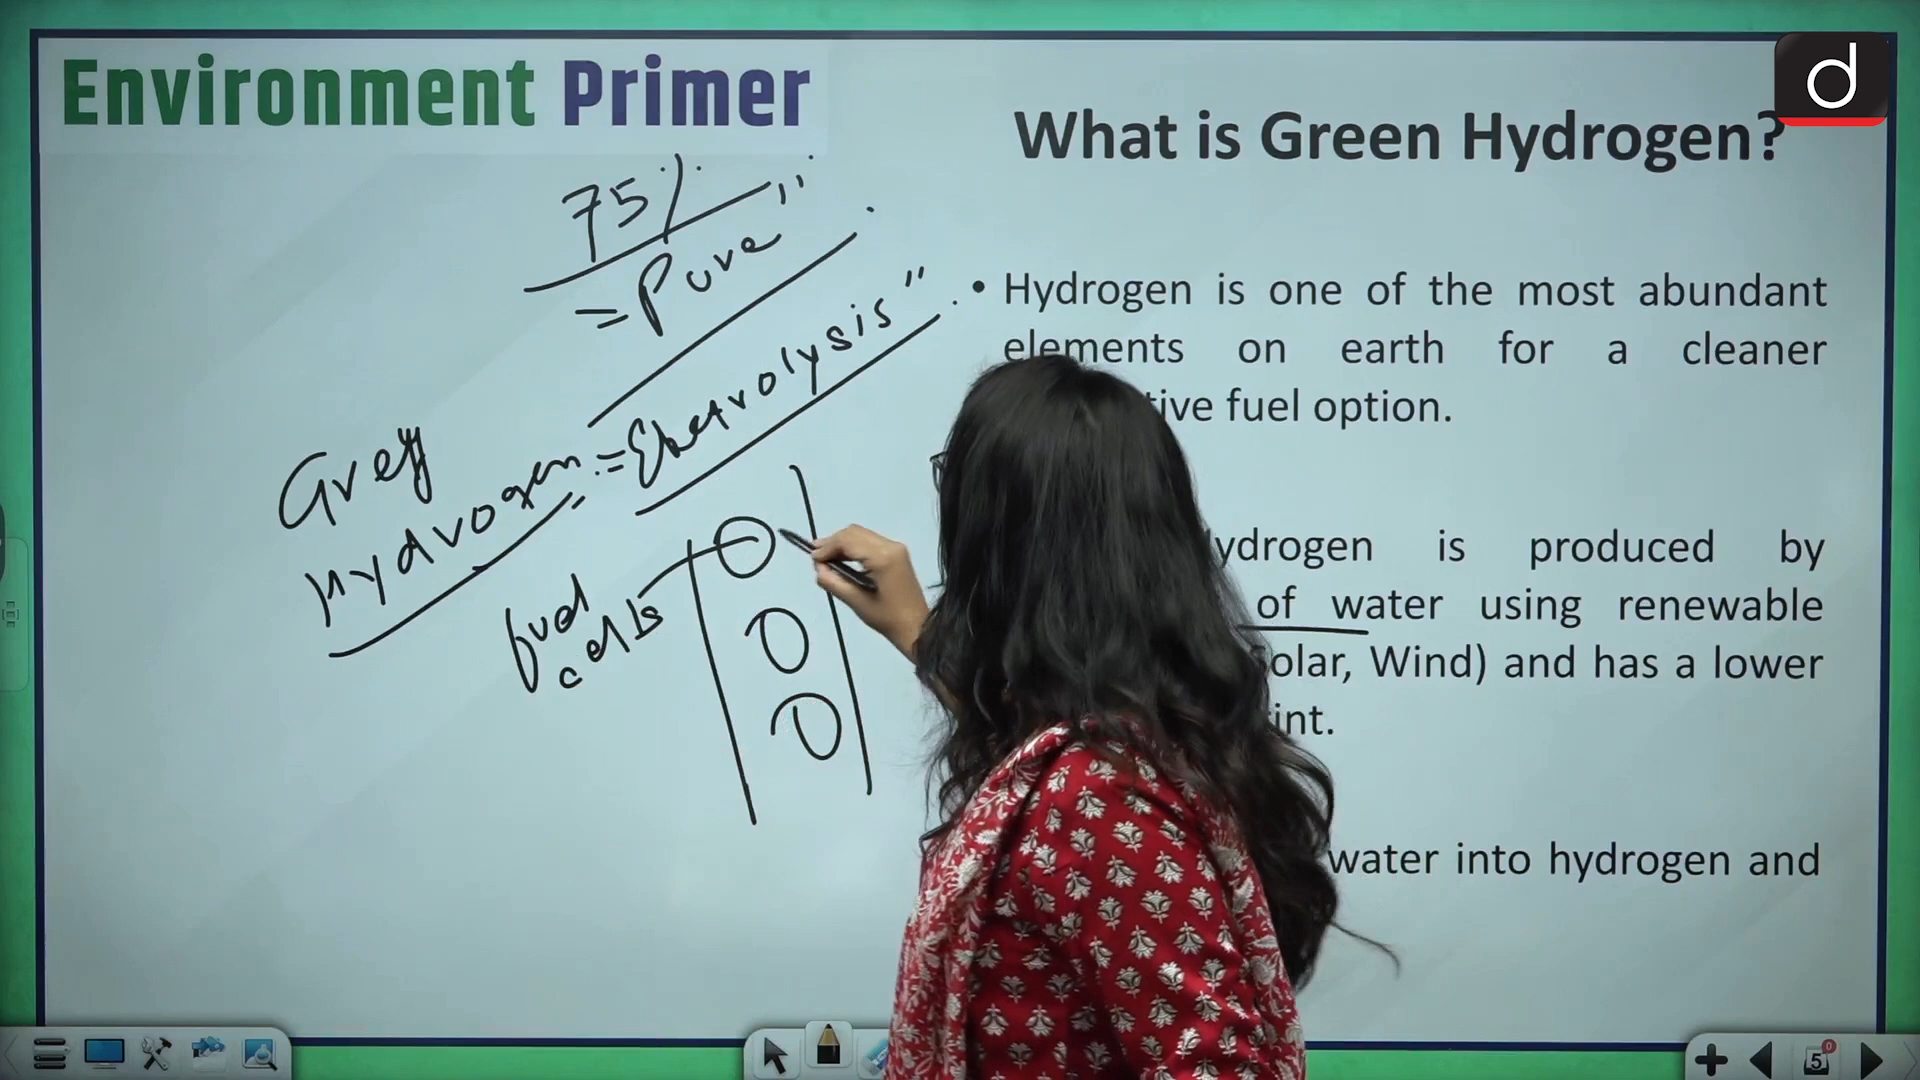 Environment Primer
d
What is Green Hydrogen?
75%
= Pure"
Grey
Hydrogen = Electrolysis"
fuel
cells
• Hydrogen is one of the most abundant
elements on earth for a cleaner
tive fuel option.
ydrogen is produced by
of water using renewable
olar, Wind) and has a lower
int.
water into hydrogen and
5
0